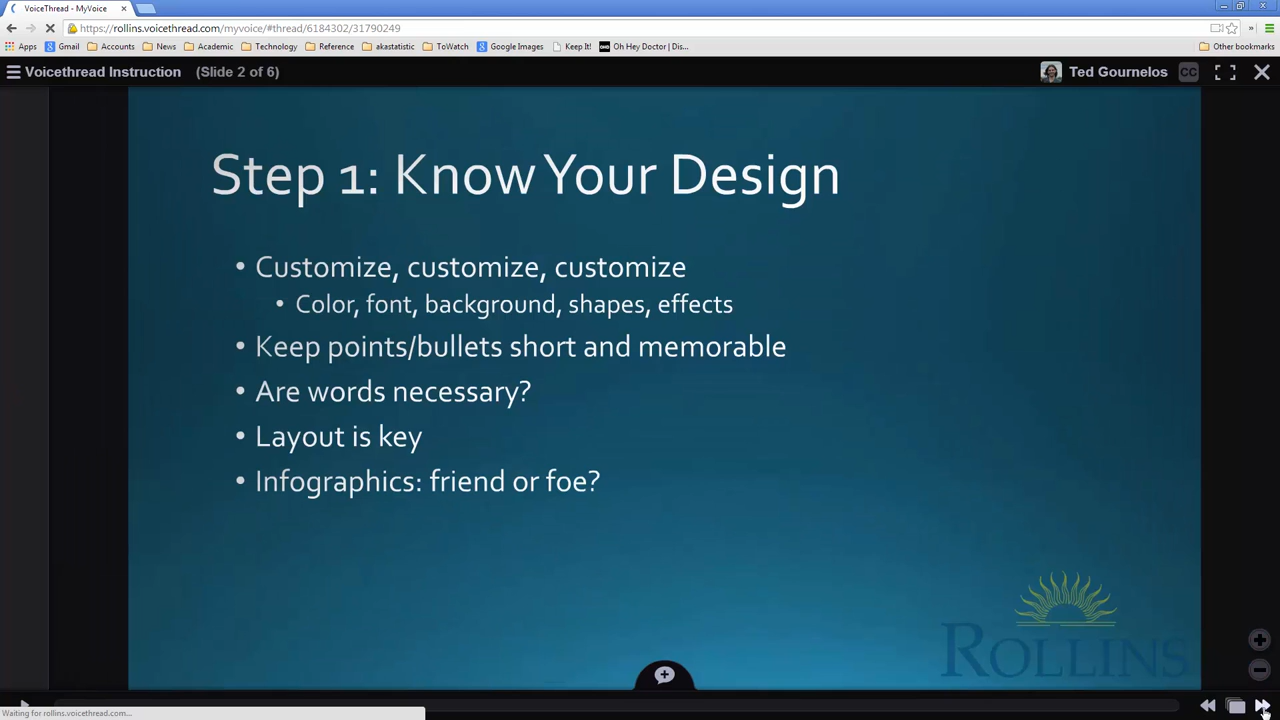 VoiceThread - MyVoice
https://rollins.voicethread.com/myvoice/#thread/6184302/31790249
Apps Gmail Accounts News Academic Technology Reference akastatistic ToWatch Google Images Keep It! Oh Hey Doctor | Dis... Other bookmarks
Voicethread Instruction (Slide 2 of 6) Ted Gournelos CC
Step 1: Know Your Design
• Customize, customize, customize
• Color, font, background, shapes, effects
• Keep points/bullets short and memorable
• Are words necessary?
• Layout is key
• Infographics: friend or foe?
ROLLINS
Waiting for rollins.voicethread.com...